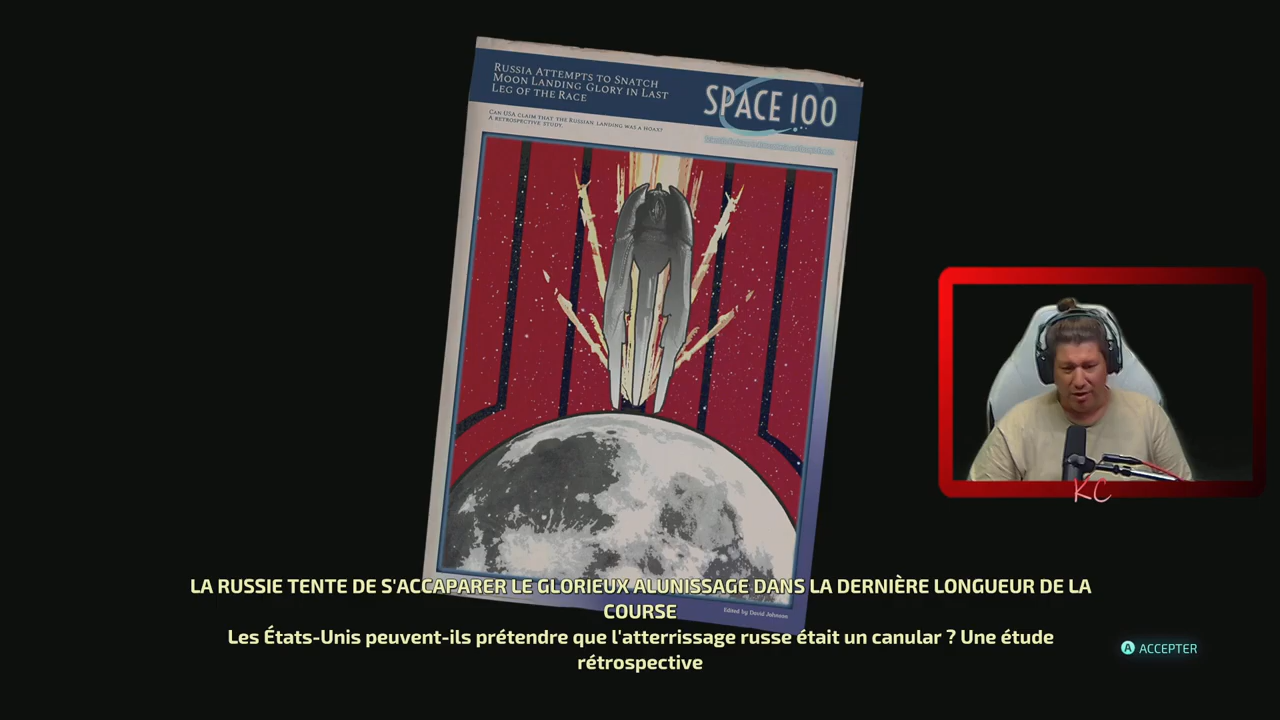 RUSSIA ATTEMPTS TO SNATCH
MOON LANDING GLORY IN LAST
LEG OF THE RACE
SPACE 100
CAN USA CLAIM THAT THE RUSSIAN LANDING WAS A HOAX?
A RETROSPECTIVE STUDY.
KC
LA RUSSIE TENTE DE S'ACCAPARER LE GLORIEUX ALUNISSAGE DANS LA DERNIÈRE LONGUEUR DE LA
COURSE
Edited by David Johnson
Les États-Unis peuvent-ils prétendre que l'atterrissage russe était un canular ? Une étude
rétrospective
A ACCEPTER